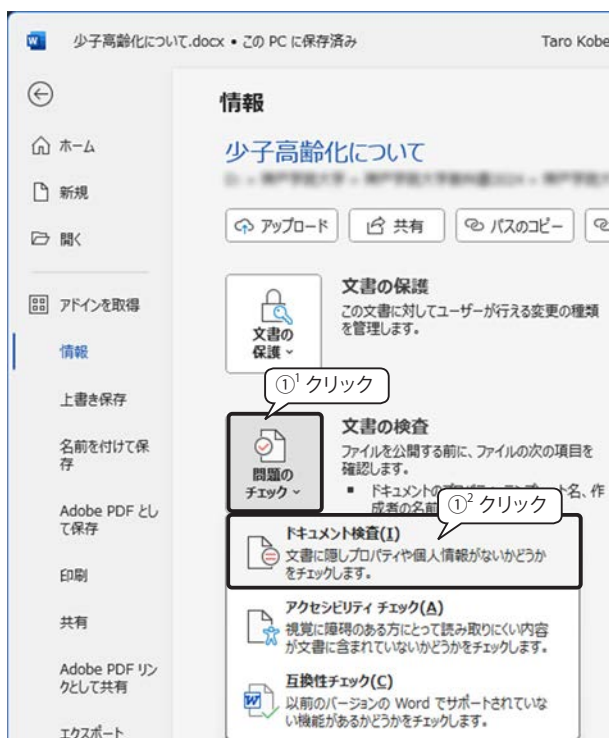 少子高齢化について.docx • この PC に保存済み
Taro Kobe
情報
ホーム
新規
開く
アドインを取得
情報
上書き保存
名前を付けて保
存
Adobe PDF とし
て保存
印刷
共有
Adobe PDF リン
クとして共有
エクスポート
少子高齢化について
アップロード
共有
パスのコピー
文書の
保護
文書の保護
この文書に対してユーザーが行える変更の種類
を管理します。
①¹ クリック
問題の
チェック
文書の検査
ファイルを公開する前に、ファイルの次の項目を
確認します。
■ ドキュメントの
名、作
成者の名前
①² クリック
ドキュメント検査(I)
文書に隠しプロパティや個人情報がないかどうか
をチェックします。
アクセシビリティ チェック(A)
視覚に障碍のある方にとって読み取りにくい内容
が文書に含まれていないかどうかをチェックします。
互換性チェック(C)
以前のバージョンの Word でサポートされていな
い機能があるかどうかをチェックします。